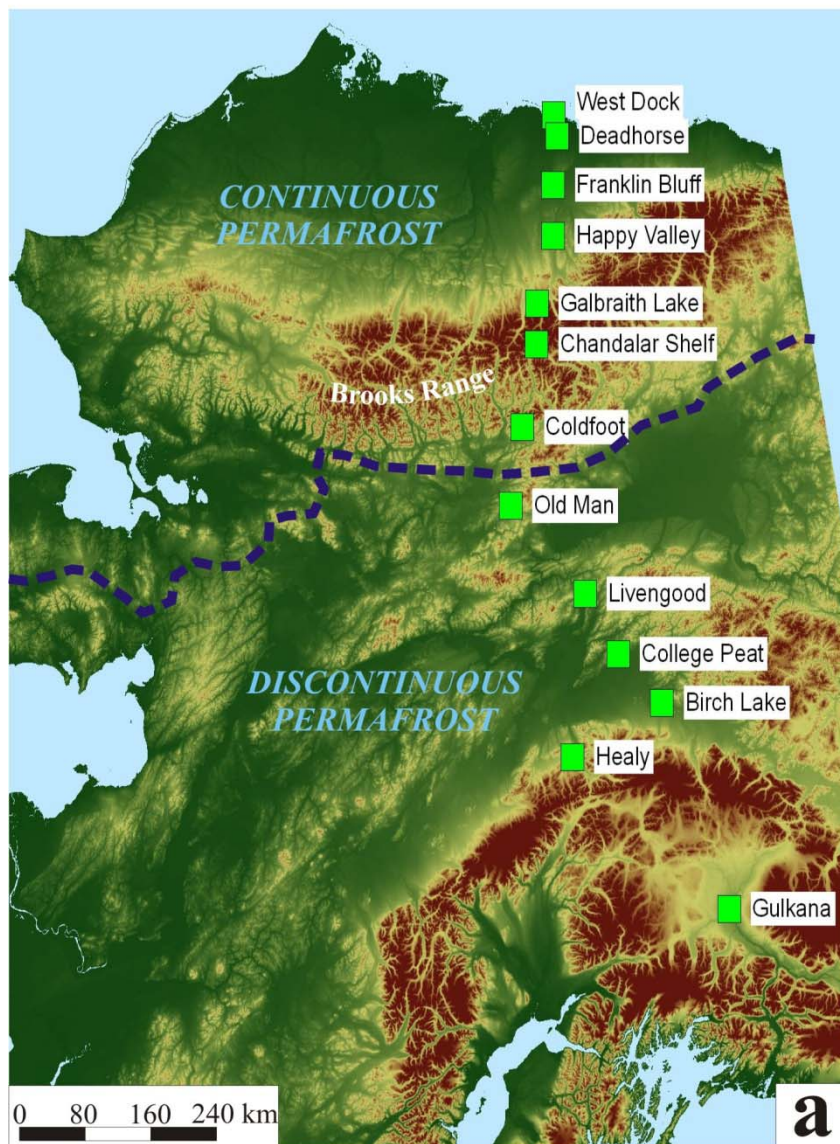 West Dock
Deadhorse
CONTINUOUS
PERMAFROST
Franklin Bluff
Happy Valley
Galbraith Lake
Chandalar Shelf
Brooks Range
Coldfoot
Old Man
Livengood
College Peat
DISCONTINUOUS
PERMAFROST
Birch Lake
Healy
Gulkana
0 80 160 240 km
a